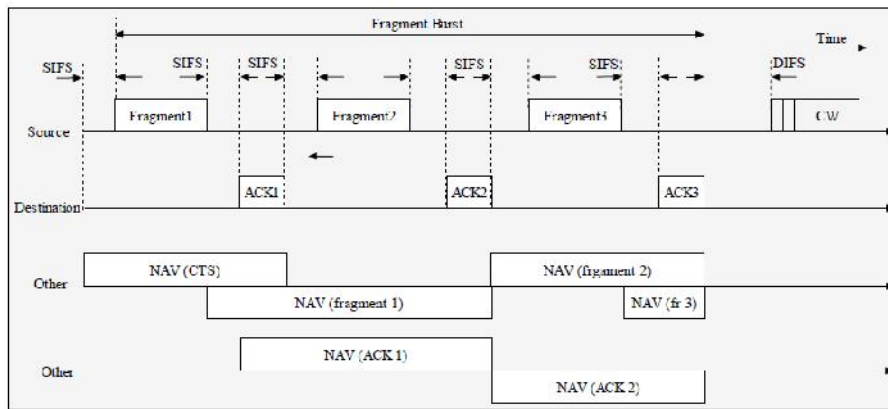 Fragment Burst
Time
SIFS SIFS SIFS SIFS SIFS DIFS
Fragment1 Fragment2 Fragment3 CW
Source
ACK1 ACK2 ACK3
Destination
NAV (CTS) NAV (frgament 2)
Other
NAV (fragment 1) NAV (fr 3)
NAV (ACK 1)
Other
NAV (ACK 2)